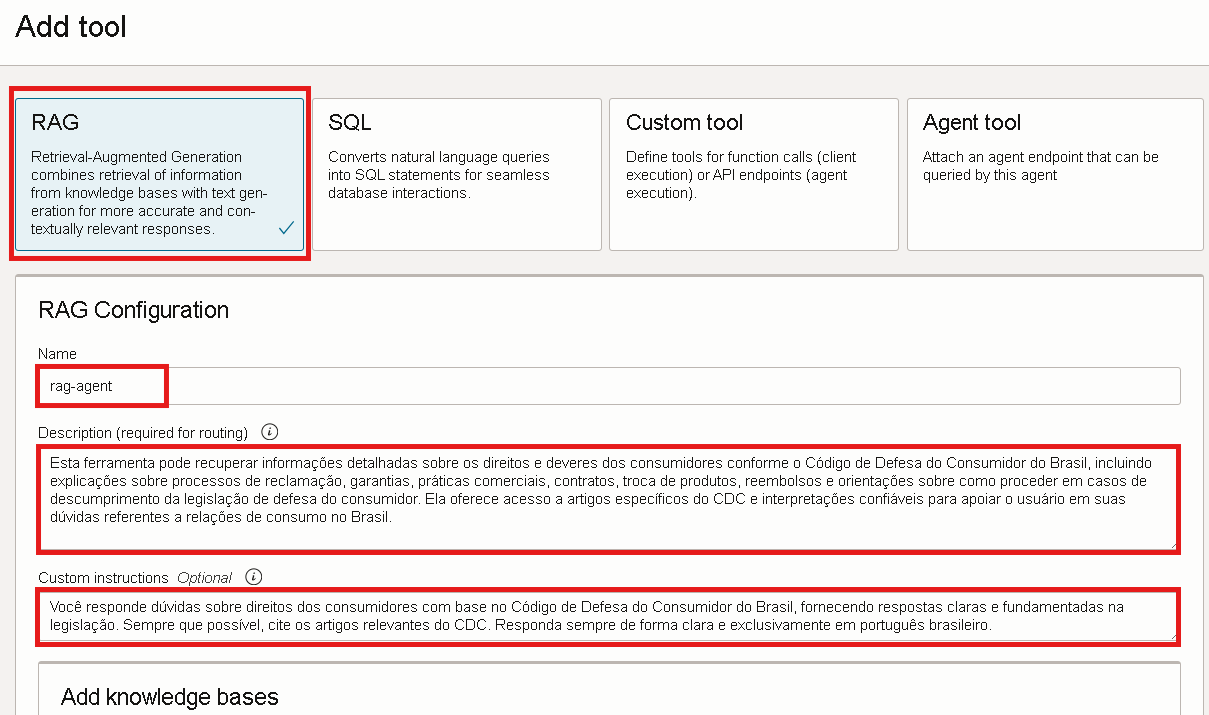 Add tool
RAG
Retrieval-Augmented Generation
combines retrieval of information
from knowledge bases with text gen-
eration for more accurate and con-
textually relevant responses.
SQL
Converts natural language queries
into SQL statements for seamless
database interactions.
Custom tool
Define tools for function calls (client
execution) or API endpoints (agent
execution).
Agent tool
Attach an agent endpoint that can be
queried by this agent
RAG Configuration
Name
rag-agent
Description (required for routing)
Esta ferramenta pode recuperar informações detalhadas sobre os direitos e deveres dos consumidores conforme o Código de Defesa do Consumidor do Brasil, incluindo
explicações sobre processos de reclamação, garantias, práticas comerciais, contratos, troca de produtos, reembolsos e orientações sobre como proceder em casos de
descumprimento da legislação de defesa do consumidor. Ela oferece acesso a artigos específicos do CDC e interpretações confiáveis para apoiar o usuário em suas
dúvidas referentes a relações de consumo no Brasil.
Custom instructions Optional
Você responde dúvidas sobre direitos dos consumidores com base no Código de Defesa do Consumidor do Brasil, fornecendo respostas claras e fundamentadas na
legislação. Sempre que possível, cite os artigos relevantes do CDC. Responda sempre de forma clara e exclusivamente em português brasileiro.
Add knowledge bases